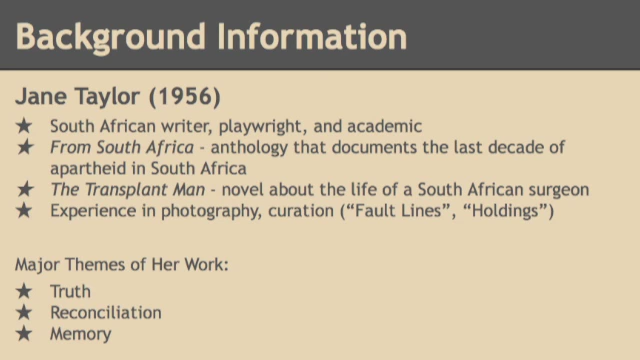 Background Information
Jane Taylor (1956)
★ South African writer, playwright, and academic
★ From South Africa - anthology that documents the last decade of
apartheid in South Africa
★ The Transplant Man - novel about the life of a South African surgeon
★ Experience in photography, curation (“Fault Lines”, “Holdings”)
Major Themes of Her Work:
★ Truth
★ Reconciliation
★ Memory